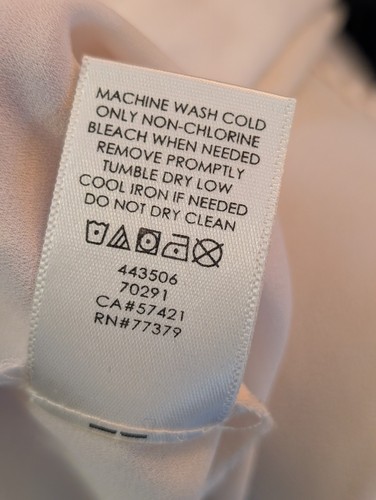 MACHINE WASH COLD
ONLY NON-CHLORINE
BLEACH WHEN NEEDED
REMOVE PROMPTLY
TUMBLE DRY LOW
COOL IRON IF NEEDED
DO NOT DRY CLEAN
443506
70291
CA#57421
RN#77379